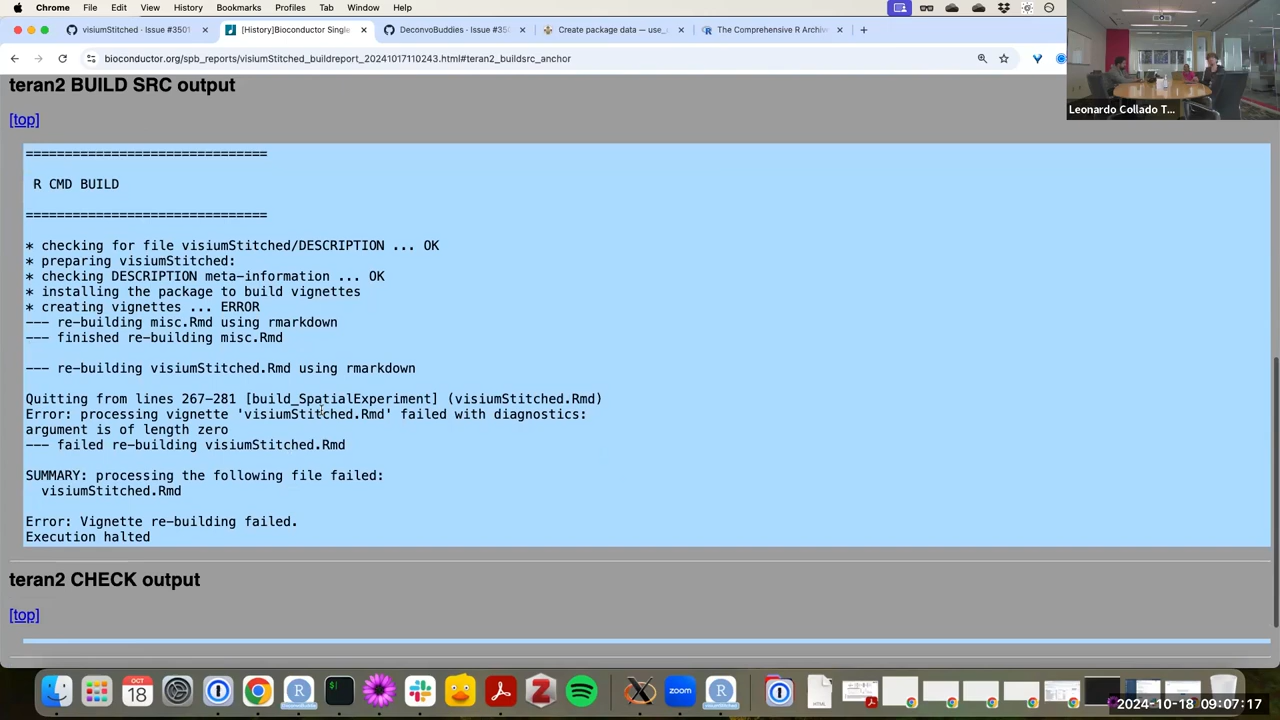 Chrome File Edit View History Bookmarks Profiles Tab Window Help
visiumStitched · Issue #3501
[History]Bioconductor Single
DeconvoBuddies · Issue #35
Create package data — use_
The Comprehensive R Archiv
bioconductor.org/spb_reports/visiumStitched_buildreport_20241017110243.html#teran2_buildsrc_anchor
Leonardo Collado T...
teran2 BUILD SRC output
[top]
===============================
R CMD BUILD
===============================
* checking for file visiumStitched/DESCRIPTION ... OK
* preparing visiumStitched:
* checking DESCRIPTION meta-information ... OK
* installing the package to build vignettes
* creating vignettes ... ERROR
--- re-building misc.Rmd using rmarkdown
--- finished re-building misc.Rmd
--- re-building visiumStitched.Rmd using rmarkdown
Quitting from lines 267-281 [build_SpatialExperiment] (visiumStitched.Rmd)
Error: processing vignette 'visiumStitched.Rmd' failed with diagnostics:
argument is of length zero
--- failed re-building visiumStitched.Rmd
SUMMARY: processing the following file failed:
visiumStitched.Rmd
Error: Vignette re-building failed.
Execution halted
teran2 CHECK output
[top]
OCT
18
zoom
2024-10-18 09:07:17